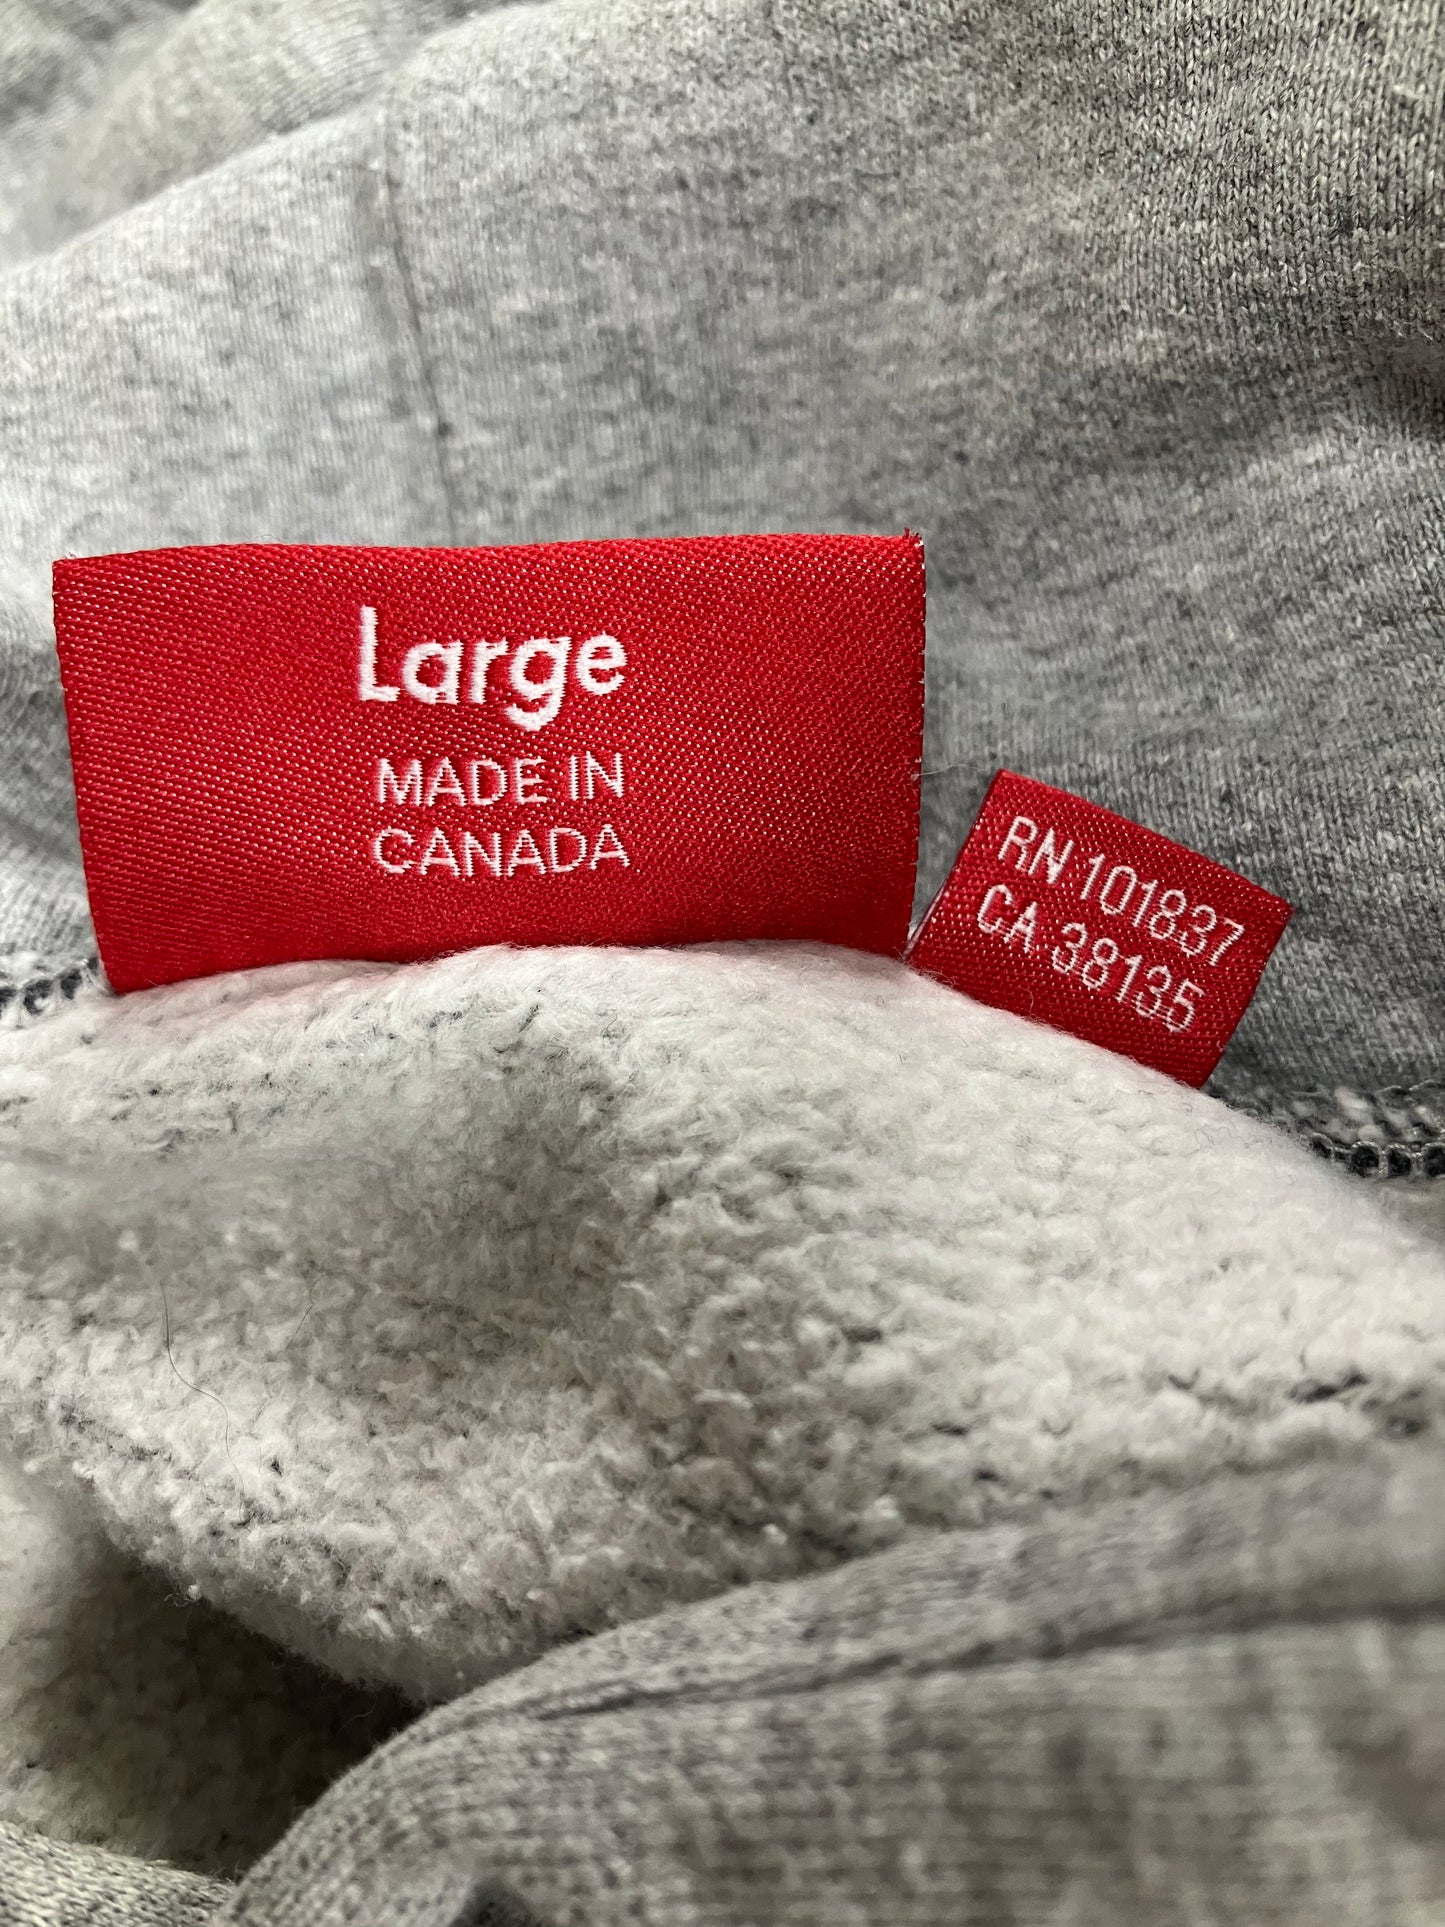 Large
MADE IN
CANADA
RN 101837
CA 38135